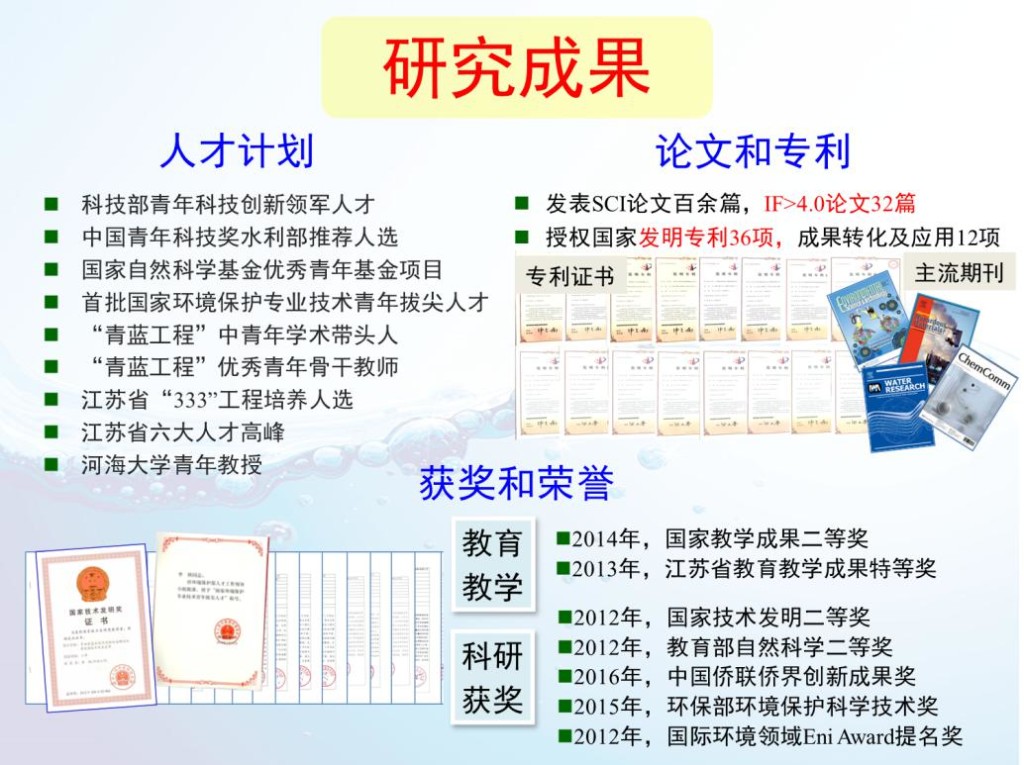 研究成果
人才计划
科技部青年科技创新领军人才
中国青年科技奖水利部推荐人选
国家自然科学基金优秀青年基金项目
首批国家环境保护专业技术青年拔尖人才
“青蓝工程”中青年学术带头人
“青蓝工程”优秀青年骨干教师
江苏省“333”工程培养人选
江苏省六大人才高峰
河海大学青年教授
论文和专利
发表SCI论文百余篇，IF>4.0论文32篇
授权国家发明专利36项，成果转化及应用12项
专利证书
主流期刊
ChemComm
WATER
RESEARCH
获奖和荣誉
国家技术发明奖
证书
教育
教学
2014年，国家教学成果二等奖
2013年，江苏省教育教学成果特等奖
科研
获奖
2012年，国家技术发明二等奖
2012年，教育部自然科学二等奖
2016年，中国侨联侨界创新成果奖
2015年，环保部环境保护科学技术奖
2012年，国际环境领域Eni Award提名奖